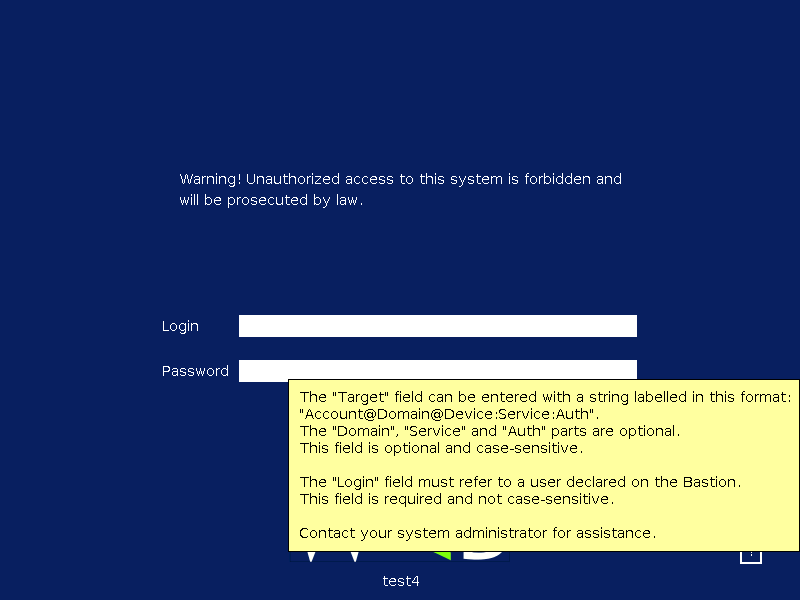 Warning! Unauthorized access to this system is forbidden and
will be prosecuted by law.
Login
Password
The "Target" field can be entered with a string labelled in this format:
"Account@Domain@Device:Service:Auth".
The "Domain", "Service" and "Auth" parts are optional.
This field is optional and case-sensitive.
The "Login" field must refer to a user declared on the Bastion.
This field is required and not case-sensitive.
Contact your system administrator for assistance.
test4